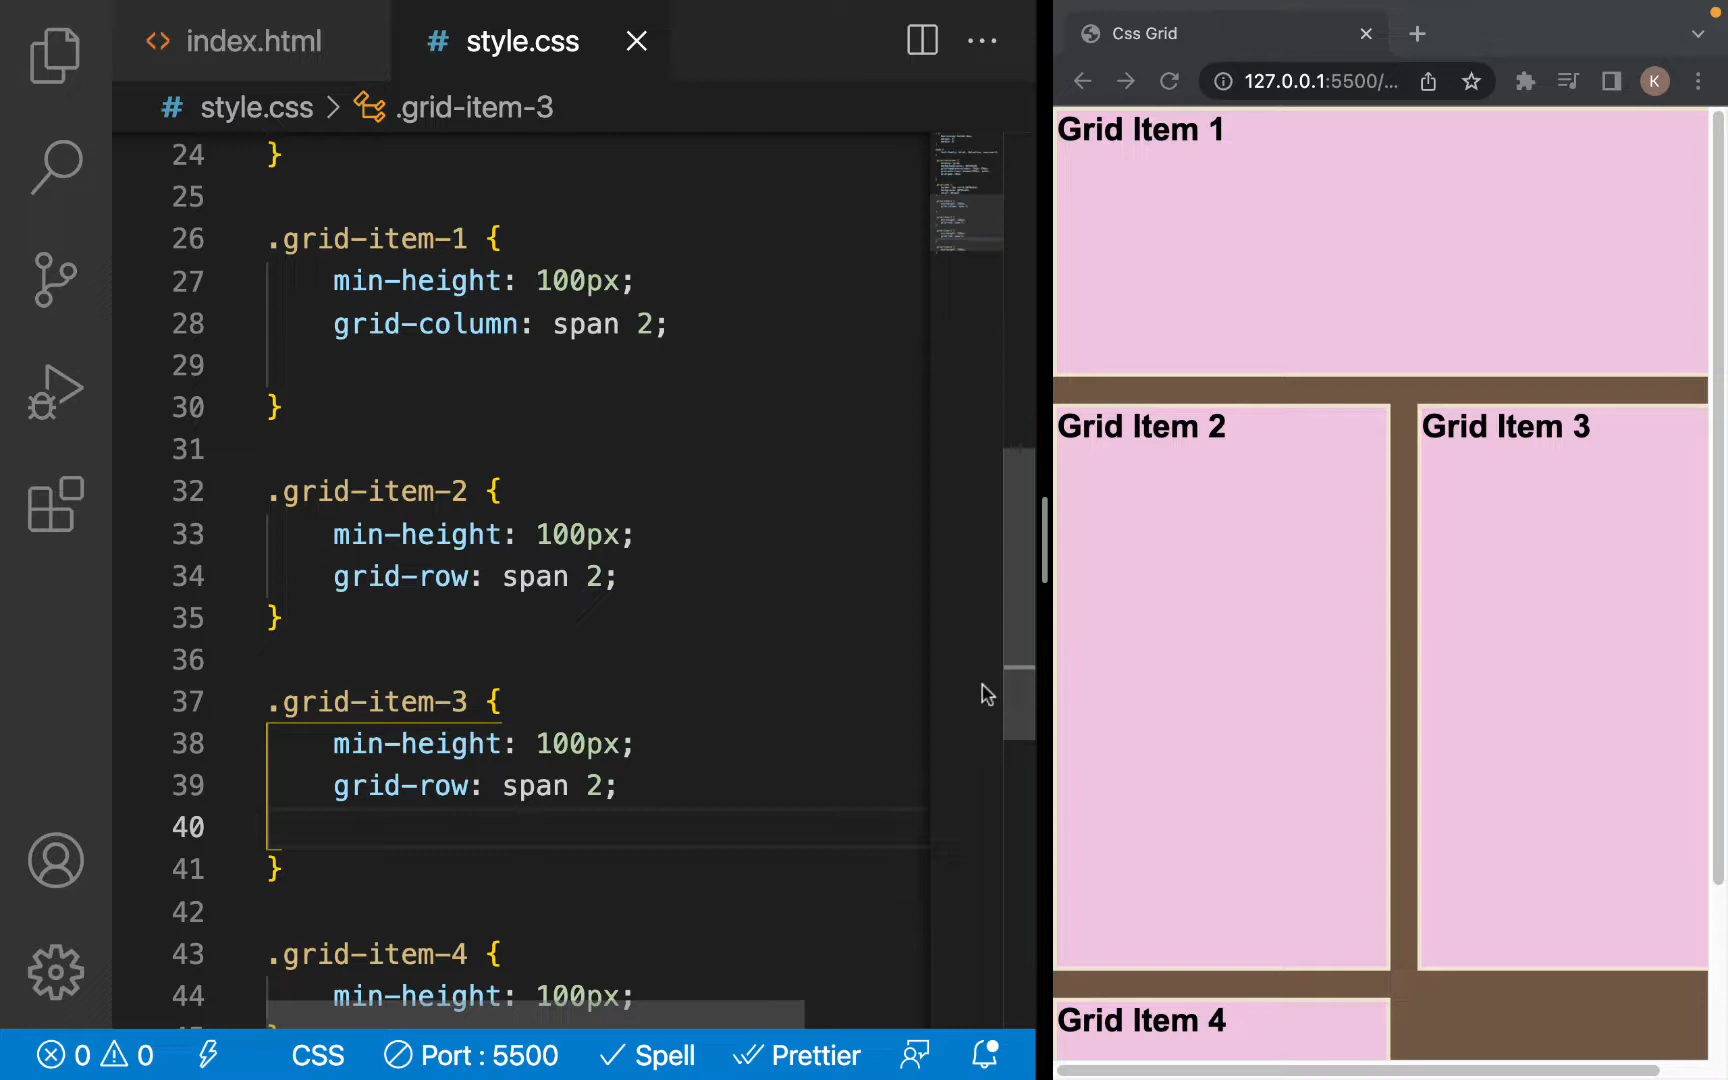 index.html
# style.css
# style.css > .grid-item-3
24 }
25
26 .grid-item-1 {
27 min-height: 100px;
28 grid-column: span 2;
29
30 }
31
32 .grid-item-2 {
33 min-height: 100px;
34 grid-row: span 2;
35 }
36
37 .grid-item-3 {
38 min-height: 100px;
39 grid-row: span 2;
40
41 }
42
43 .grid-item-4 {
44 min-height: 100px;
0 0 CSS Port : 5500 Spell Prettier
Css Grid
127.0.0.1:5500/...
K
Grid Item 1
Grid Item 2
Grid Item 3
Grid Item 4